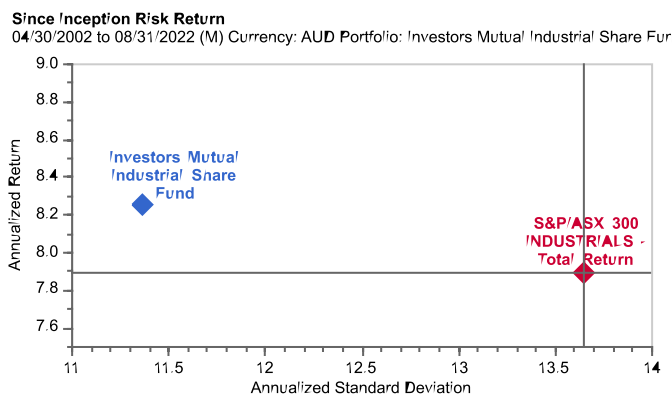 Since Inception Risk Return
04/30/2002 to 08/31/2022 (M) Currency: AUD Portfolio: Investors Mutual Industrial Share Fur
9.0
8.8
8.6
8.4
8.2
8.0
7.8
7.6
Annualized Return
Investors Mutual
Industrial Share
Fund
S&P/ASX 300
INDUSTRIALS -
Total Return
11
11.5
12
12.5
13
13.5
14
Annualized Standard Deviation